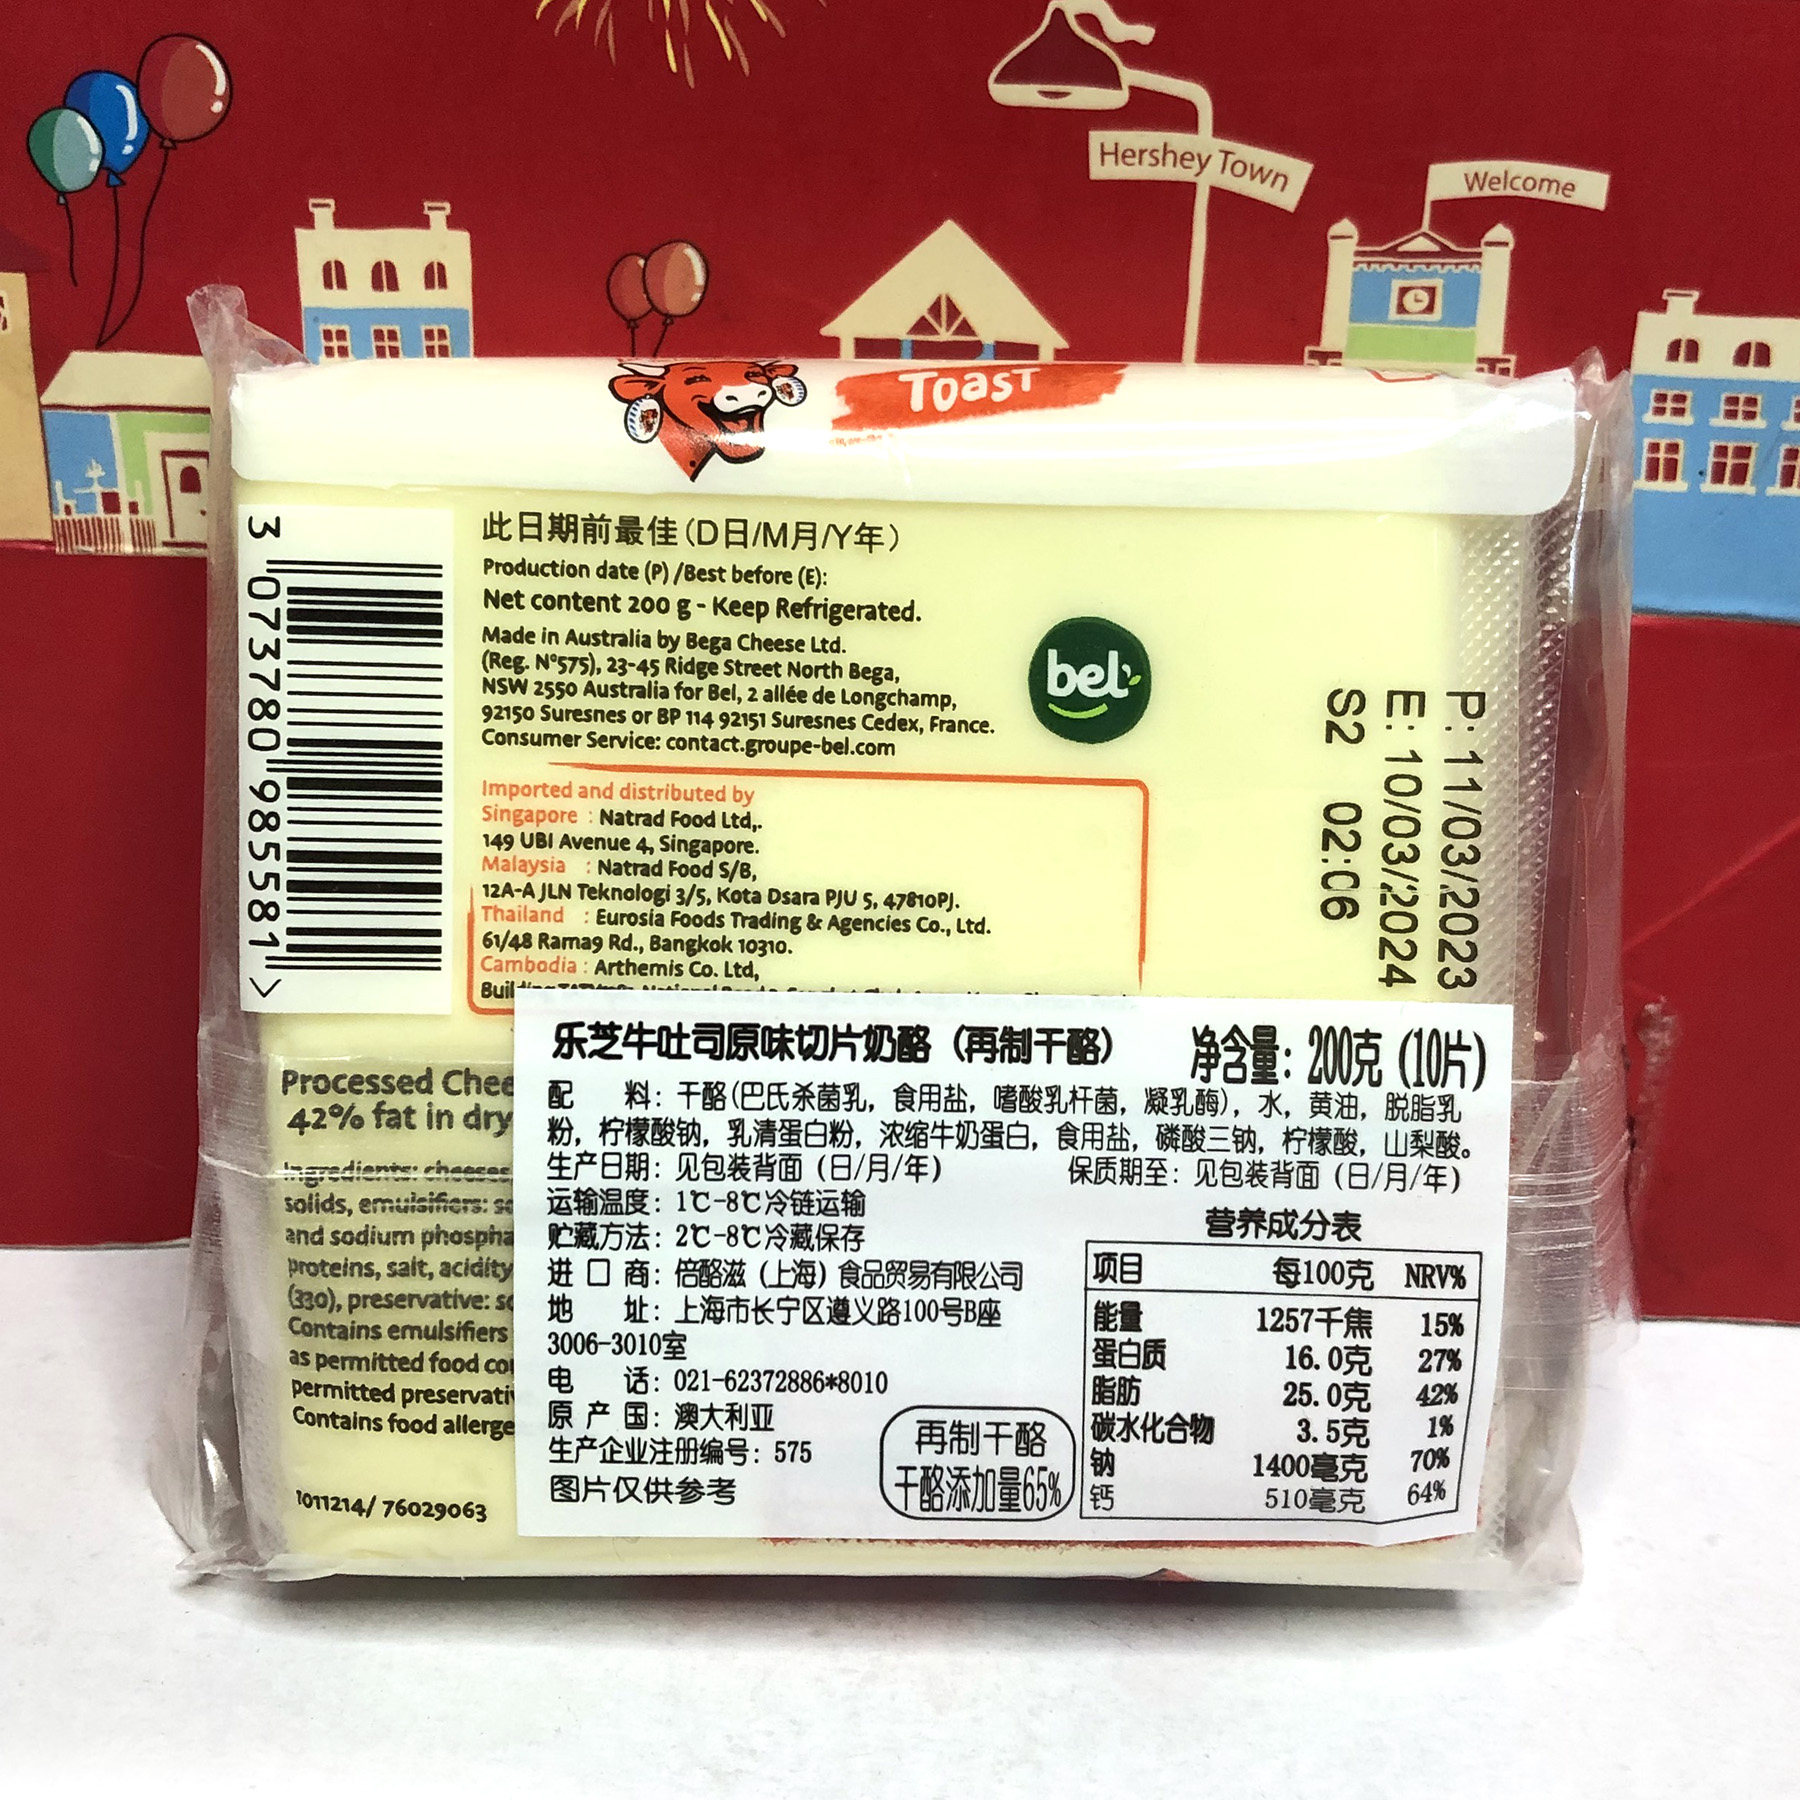 Hershey Town
Welcome
Toast
3 073780 985581 >
此日期前最佳(D日/M月/Y年)
Production date (P) /Best before (E):
Net content 200 g - Keep Refrigerated.
Made in Australia by Bega Cheese Ltd.
(Reg. N°575), 23-45 Ridge Street North Bega,
NSW 2550 Australia for Bel, 2 allée de Longchamp,
92150 Suresnes or BP 114 92151 Suresnes Cedex, France.
Consumer Service: contact.groupe-bel.com
bel
P: 11/03/2023
E: 10/03/2024
S2 02:06
Imported and distributed by
Singapore : Natrad Food Ltd,.
149 UBI Avenue 4, Singapore.
Malaysia : Natrad Food S/B,
12A-A JLN Teknologi 3/5, Kota Dsara PJU 5, 47810PJ.
Thailand : Eurosia Foods Trading & Agencies Co., Ltd.
61/48 Rama9 Rd., Bangkok 10310.
Cambodia : Arthemis Co. Ltd,
Processed Chee
42% fat in dry
Ingredients: cheeses
solids, emulsifiers: so
and sodium phospha
proteins, salt, acidity
(330), preservative: so
Contains emulsifiers
as permitted food co
permitted preservati
Contains food allerge
1011214/ 76029063
乐芝牛吐司原味切片奶酪（再制干酪） 净含量：200克 (10片)
配 料：干酪(巴氏杀菌乳，食用盐，嗜酸乳杆菌，凝乳酶)，水，黄油，脱脂乳
粉，柠檬酸钠，乳清蛋白粉，浓缩牛奶蛋白，食用盐，磷酸三钠，柠檬酸，山梨酸。
生产日期：见包装背面（日/月/年） 保质期至：见包装背面（日/月/年）
运输温度：1℃-8℃冷链运输
贮藏方法：2℃-8℃冷藏保存
进 口 商：倍酪滋（上海）食品贸易有限公司
地 址：上海市长宁区遵义路100号B座
3006-3010室
电 话：021-62372886*8010
原 产 国：澳大利亚
生产企业注册编号：575
图片仅供参考
再制干酪
干酪添加量65%
营养成分表
项目 每100克 NRV%
能量 1257千焦 15%
蛋白质 16.0克 27%
脂肪 25.0克 42%
碳水化合物 3.5克 1%
钠 1400毫克 70%
钙 510毫克 64%